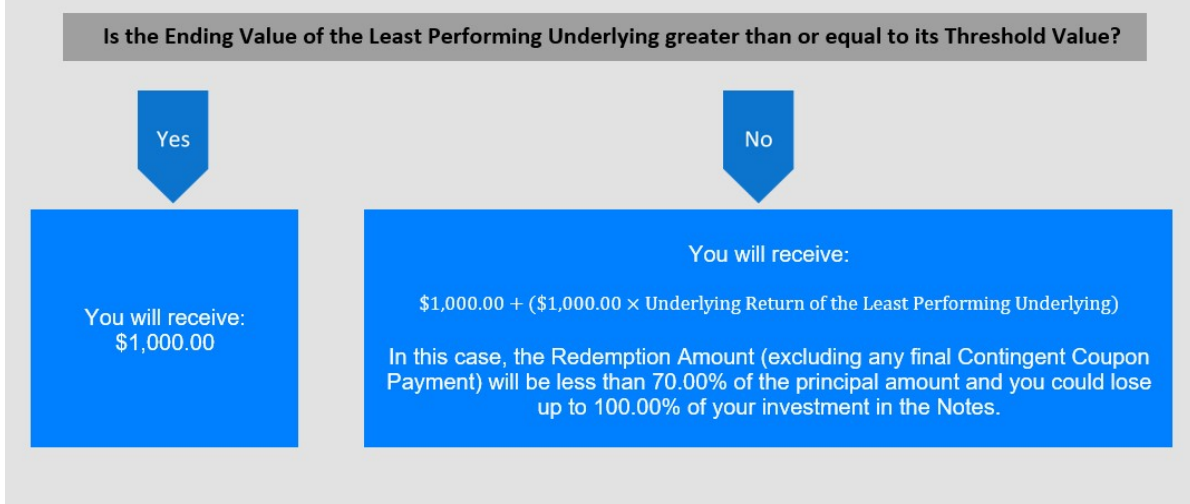 Is the Ending Value of the Least Performing Underlying greater than or equal to its Threshold Value?
Yes
No
You will receive:
$1,000.00
You will receive:
$1,000.00 + ($1,000.00 × Underlying Return of the Least Performing Underlying)
In this case, the Redemption Amount (excluding any final Contingent Coupon
Payment) will be less than 70.00% of the principal amount and you could lose
up to 100.00% of your investment in the Notes.